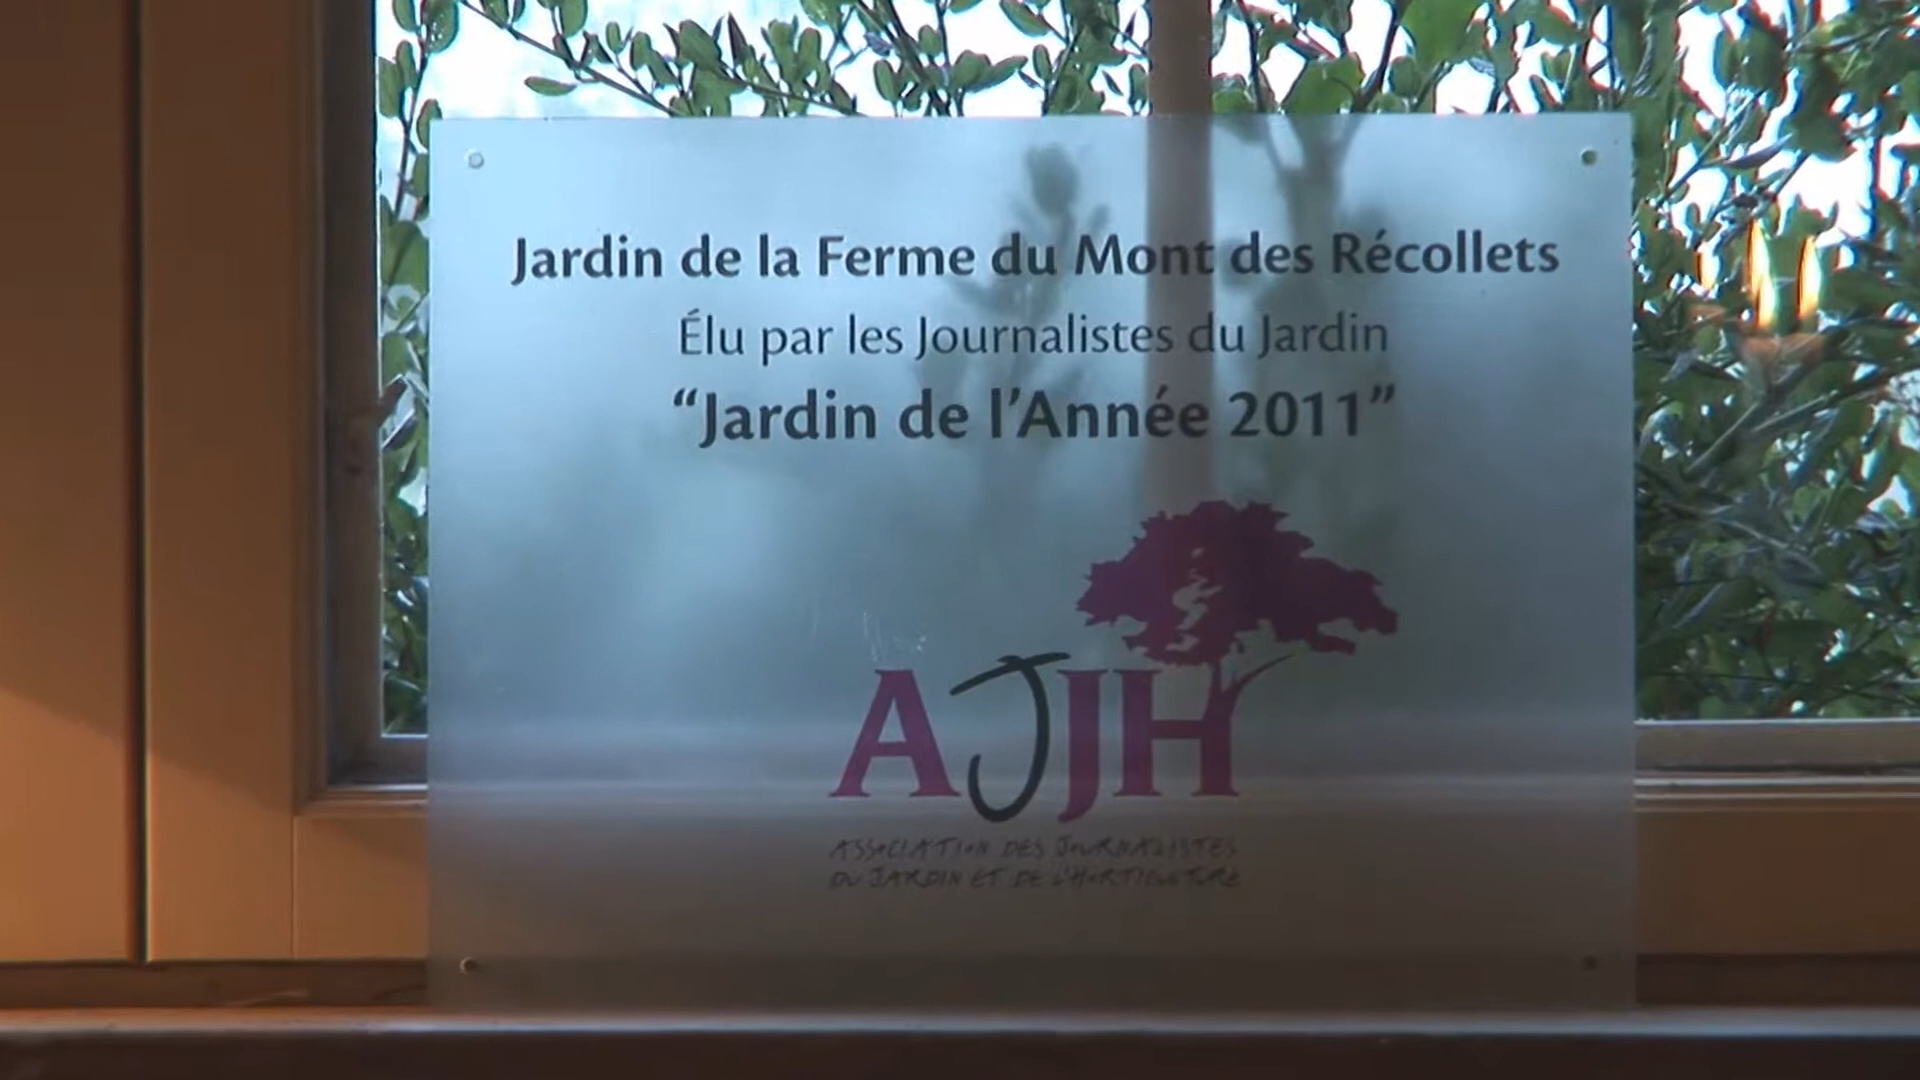 Jardin de la Ferme du Mont des Récollets
Élu par les Journalistes du Jardin
“Jardin de l’Année 2011”
AJJH
ASSOCIATION DES JOURNALISTES
DU JARDIN ET DE L'HORTICULTURE